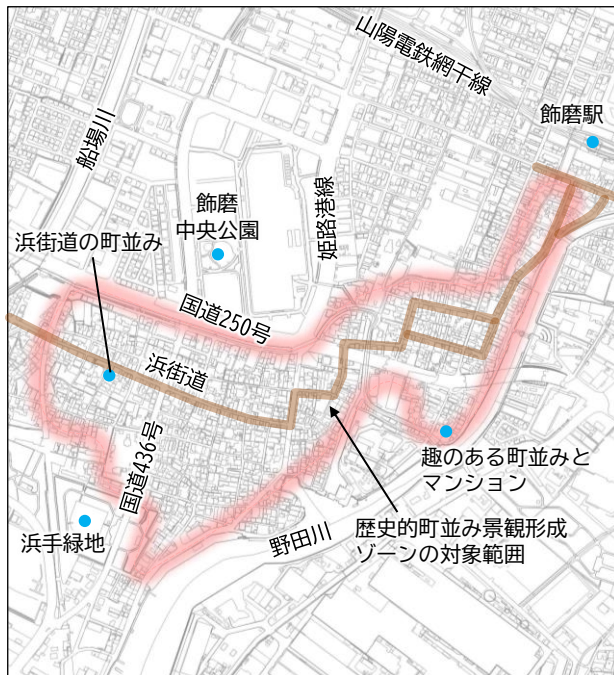 山陽電鉄網干線
飾磨駅
船場川
飾磨
中央公園
姫路港線
浜街道の町並み
国道250号
浜街道
国道436号
趣のある町並みと
マンション
歴史的町並み景観形成
ゾーンの対象範囲
野田川
浜手緑地